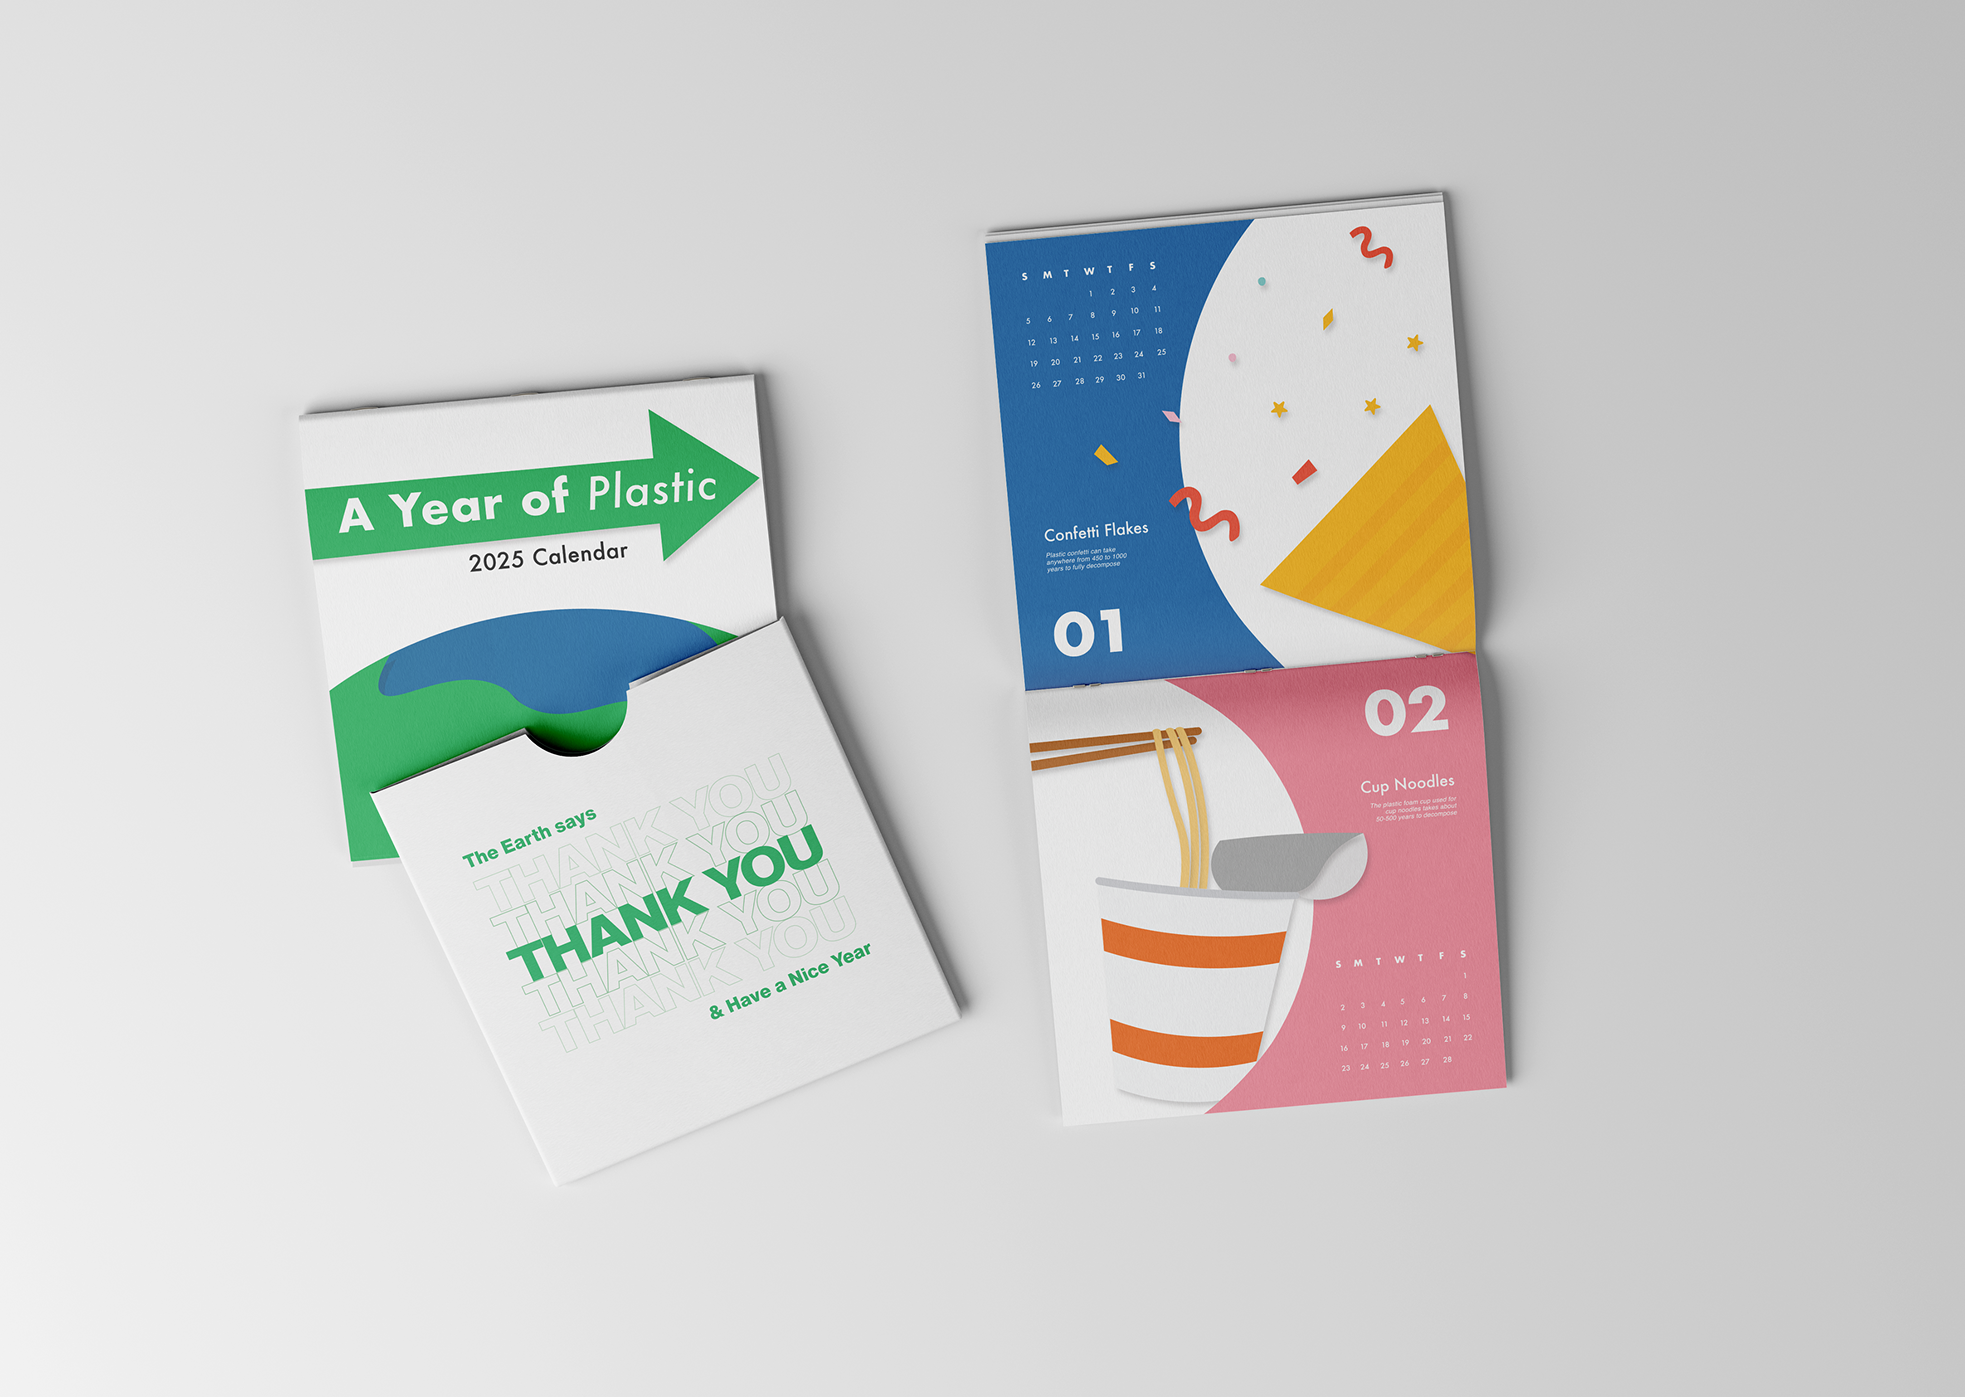 A Year of Plastic
2025 Calendar
The Earth says
THANK YOU
THANK YOU
THANK YOU
THANK YOU
THANK YOU
& Have a Nice Year
S M T W T F S
1 2 3 4
5 6 7 8 9 10 11
12 13 14 15 16 17 18
19 20 21 22 23 24 25
26 27 28 29 30 31
Confetti Flakes
Plastic confetti can take
anywhere from 450 to 1000
years to fully decompose
01
02
Cup Noodles
The plastic foam cup used for
cup noodles takes about
50-500 years to decompose
S M T W T F S
1
2 3 4 5 6 7 8
9 10 11 12 13 14 15
16 17 18 19 20 21 22
23 24 25 26 27 28